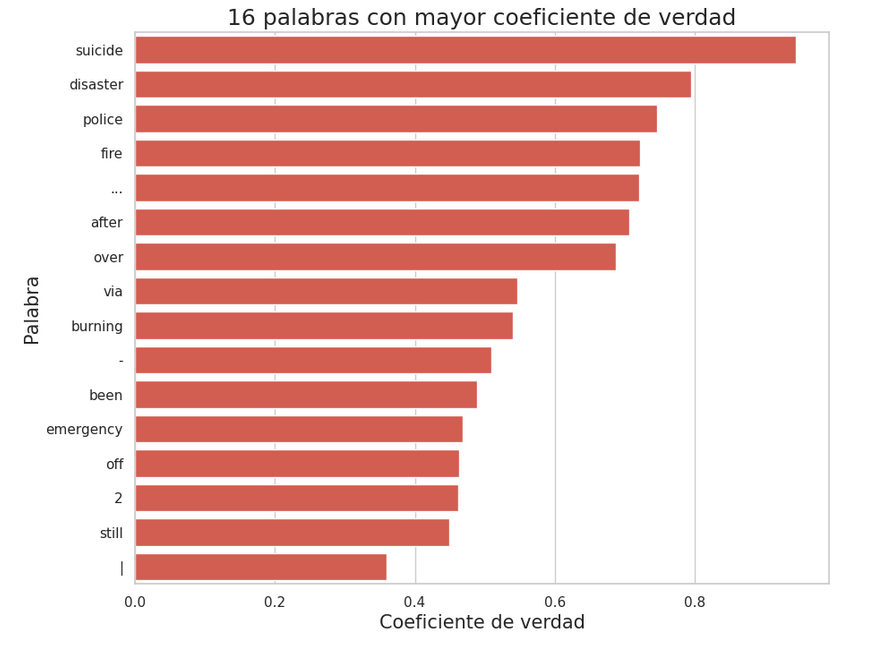 16 palabras con mayor coeficiente de verdad
suicide
disaster
police
fire
...
after
over
via
burning
-
been
emergency
off
2
still
|
Palabra
0.0 0.2 0.4 0.6 0.8
Coeficiente de verdad